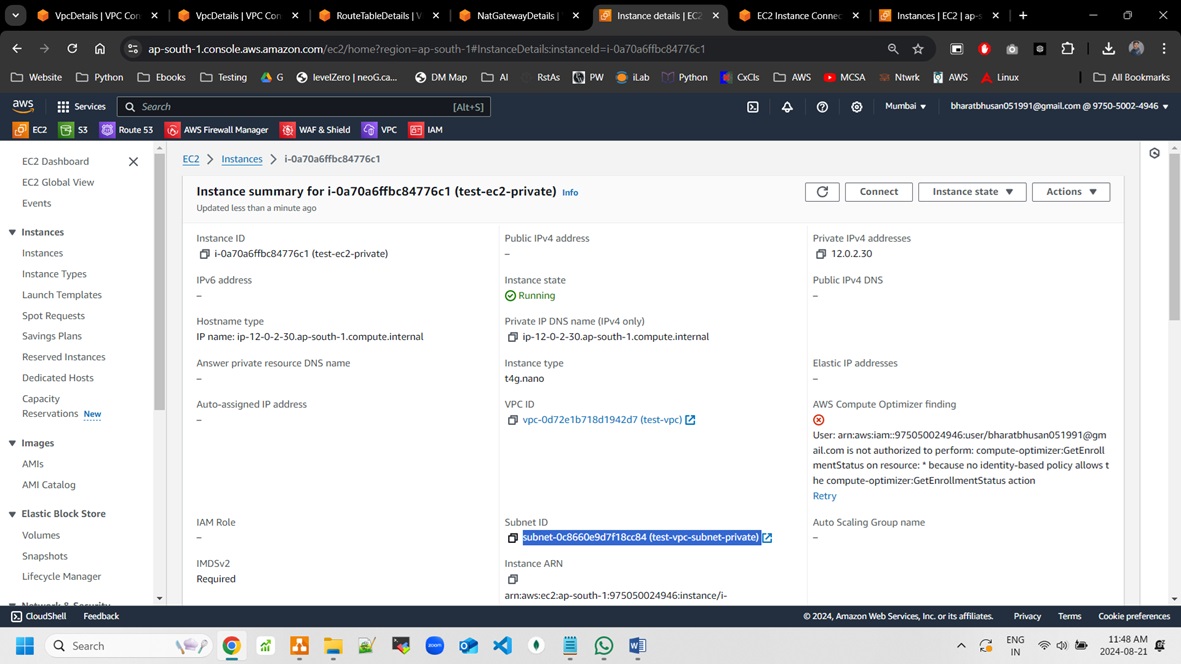 VpcDetails | VPC Con
VpcDetails | VPC Con
RouteTableDetails | V
NatGatewayDetails |
Instance details | EC2
EC2 Instance Connec
Instances | EC2 | ap-s
ap-south-1.console.aws.amazon.com/ec2/home?region=ap-south-1#InstanceDetails:instanceId=i-0a70a6ffbc84776c1
Website
Python
Ebooks
Testing
G
levelZero | neoG.ca...
DM Map
AI
RstAs
PW
iLab
Python
CxCls
AWS
MCSA
Ntwrk
AWS
Linux
All Bookmarks
aws
Services
Search
[Alt+S]
Mumbai
bharatbhusan051991@gmail.com @ 9750-5002-4946
EC2
S3
Route 53
AWS Firewall Manager
WAF & Shield
VPC
IAM
EC2 Dashboard
EC2 Global View
Events
Instances
Instances
Instance Types
Launch Templates
Spot Requests
Savings Plans
Reserved Instances
Dedicated Hosts
Capacity
Reservations New
Images
AMIs
AMI Catalog
Elastic Block Store
Volumes
Snapshots
Lifecycle Manager
Network & Security
EC2 > Instances > i-0a70a6ffbc84776c1
Instance summary for i-0a70a6ffbc84776c1 (test-ec2-private) Info
Updated less than a minute ago
Connect
Instance state
Actions
Instance ID
i-0a70a6ffbc84776c1 (test-ec2-private)
Public IPv4 address
–
Private IPv4 addresses
12.0.2.30
IPv6 address
–
Instance state
Running
Public IPv4 DNS
–
Hostname type
IP name: ip-12-0-2-30.ap-south-1.compute.internal
Private IP DNS name (IPv4 only)
ip-12-0-2-30.ap-south-1.compute.internal
Answer private resource DNS name
–
Instance type
t4g.nano
Elastic IP addresses
–
Auto-assigned IP address
–
VPC ID
vpc-0d72e1b718d1942d7 (test-vpc)
AWS Compute Optimizer finding
User: arn:aws:iam::975050024946:user/bharatbhusan051991@gm
ail.com is not authorized to perform: compute-optimizer:GetEnroll
mentStatus on resource: * because no identity-based policy allows t
he compute-optimizer:GetEnrollmentStatus action
Retry
IAM Role
–
Subnet ID
subnet-0c8660e9d7f18cc84 (test-vpc-subnet-private)
Auto Scaling Group name
–
IMDSv2
Required
Instance ARN
arn:aws:ec2:ap-south-1:975050024946:instance/i-
CloudShell
Feedback
© 2024, Amazon Web Services, Inc. or its affiliates.
Privacy
Terms
Cookie preferences
Search
zoom
ENG
IN
11:48 AM
2024-08-21